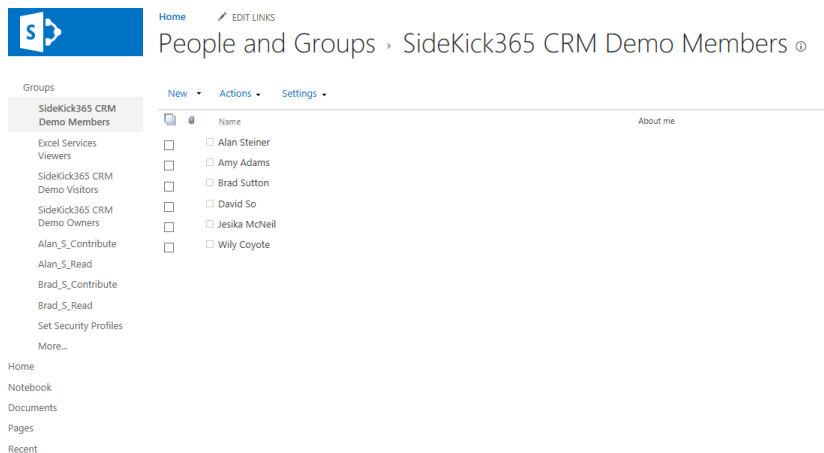 S
Home EDIT LINKS
People and Groups › SideKick365 CRM Demo Members
Groups
SideKick365 CRM
Demo Members
Excel Services
Viewers
SideKick365 CRM
Demo Visitors
SideKick365 CRM
Demo Owners
Alan_S_Contribute
Alan_S_Read
Brad_S_Contribute
Brad_S_Read
Set Security Profiles
More...
Home
Notebook
Documents
Pages
Recent
New Actions Settings
Name About me
Alan Steiner
Amy Adams
Brad Sutton
David So
Jesika McNeil
Wily Coyote